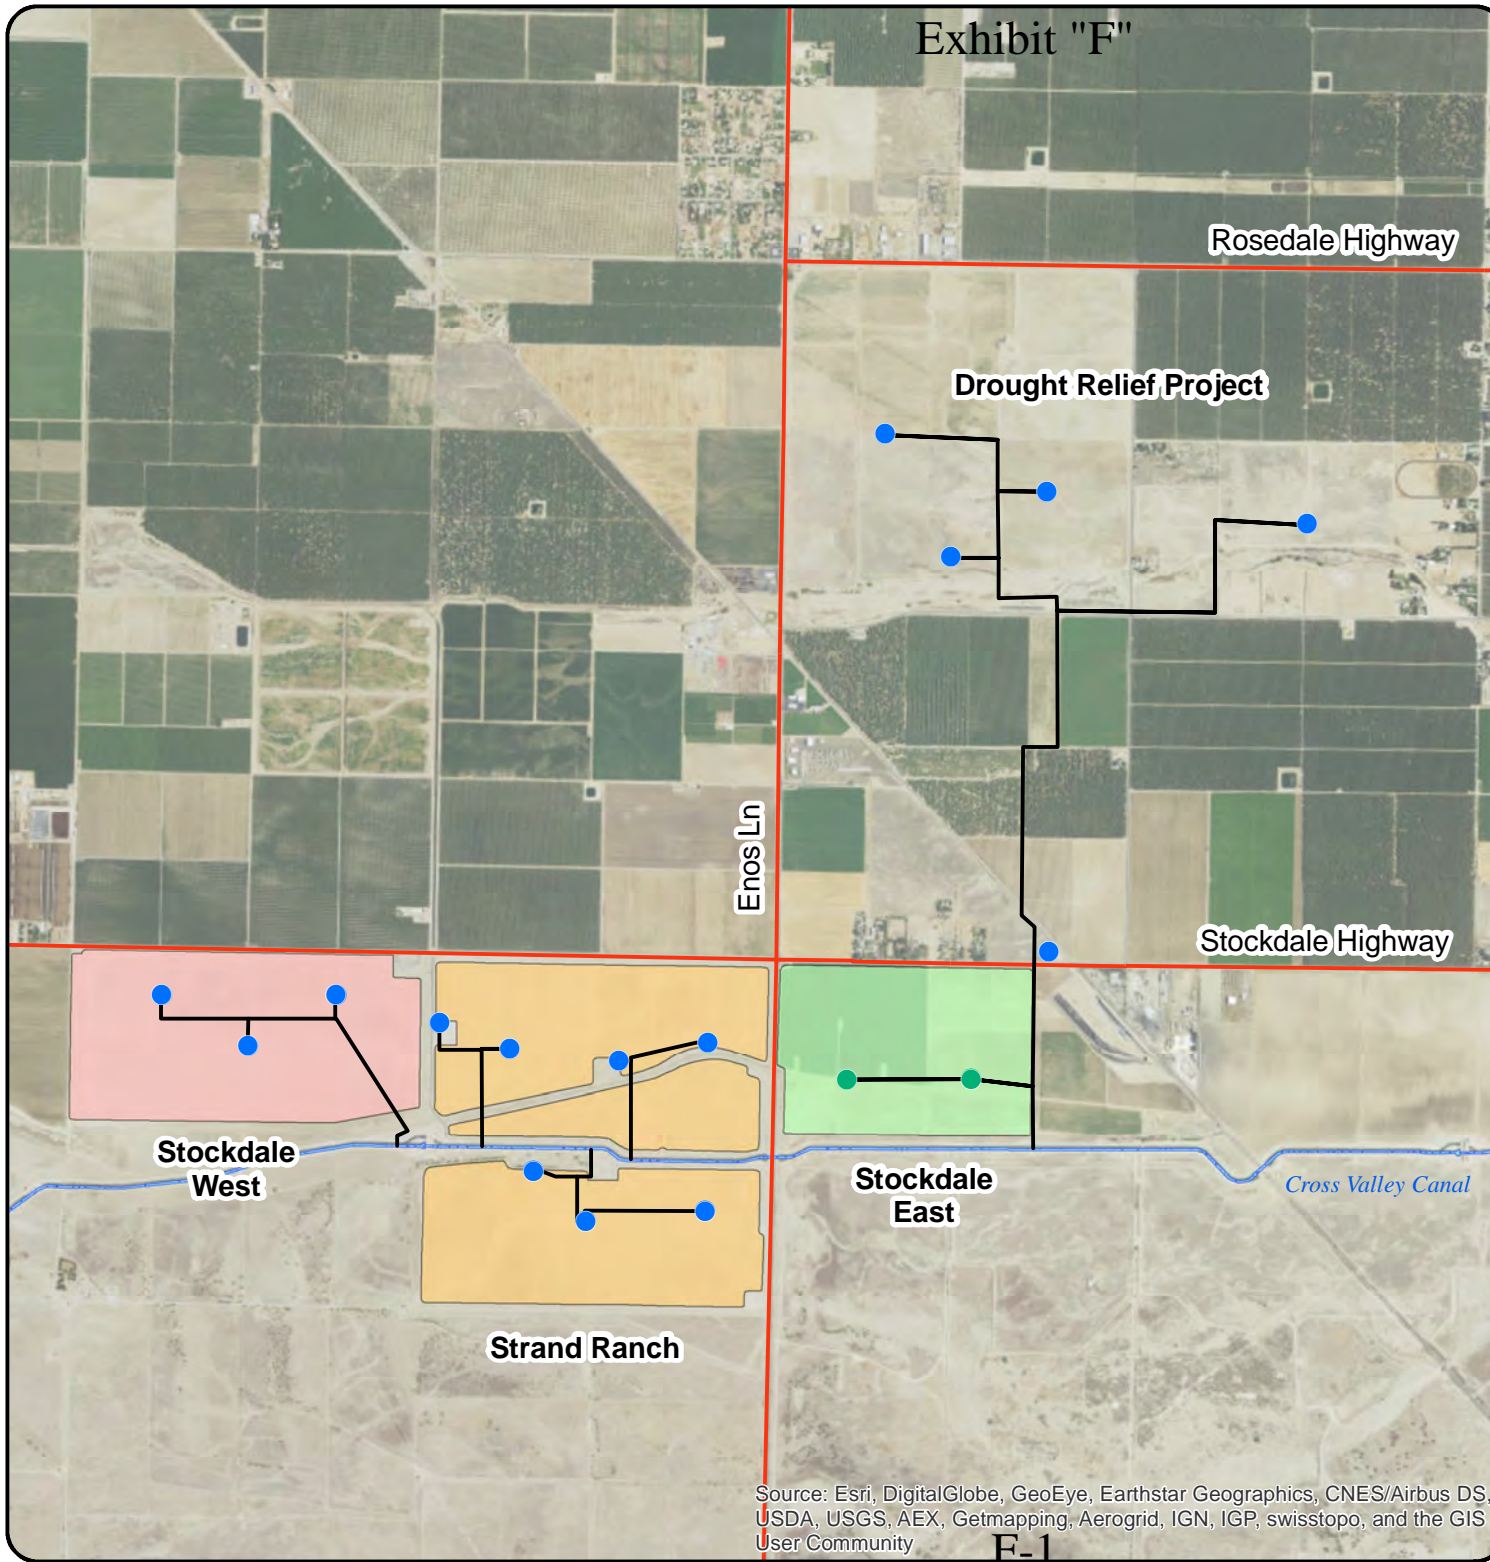 Exhibit "F"
Rosedale Highway
Drought Relief Project
Enos Ln
Stockdale Highway
Stockdale
West
Stockdale
East
Cross Valley Canal
Strand Ranch
Source: Esri, DigitalGlobe, GeoEye, Earthstar Geographics, CNES/Airbus DS,
USDA, USGS, AEX, Getmapping, Aerogrid, IGN, IGP, swisstopo, and the GIS
User Community
F-1